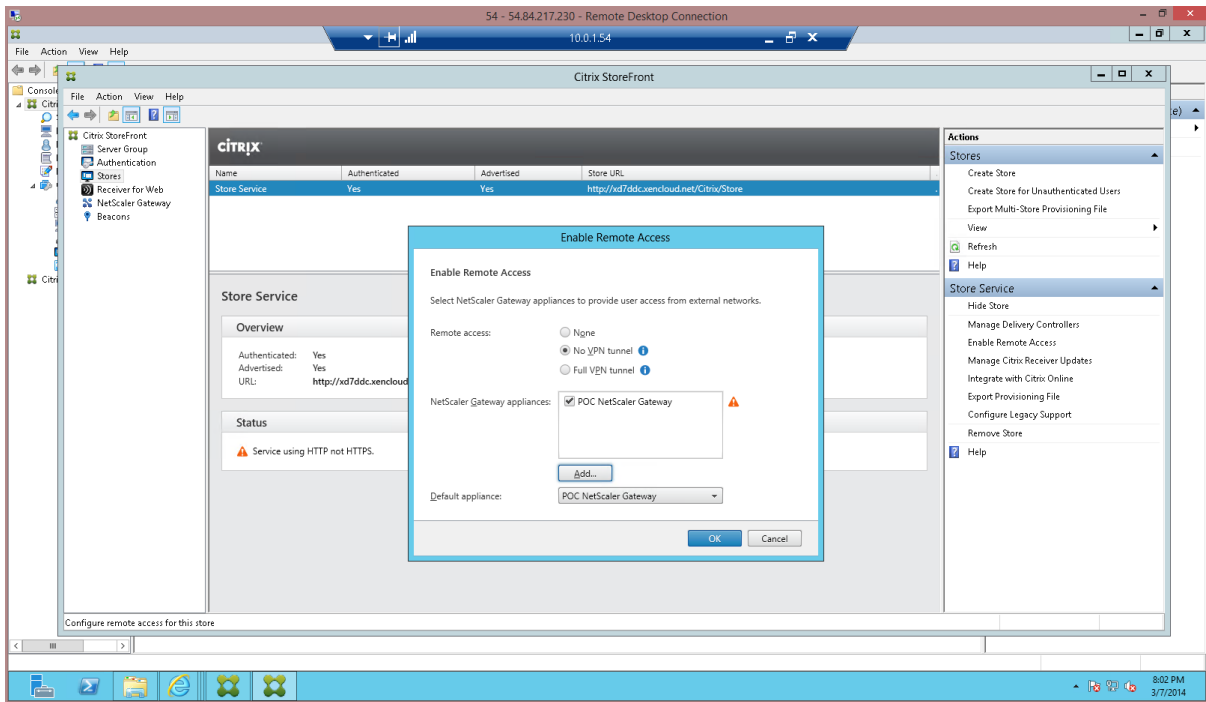 54 - 54.84.217.230 - Remote Desktop Connection
10.0.1.54
File Action View Help
Citrix StoreFront
Console
File Action View Help
Citri
Citrix StoreFront
Server Group
Authentication
Stores
Receiver for Web
NetScaler Gateway
Beacons
Citri
CİTRIX
Name Authenticated Advertised Store URL
Store Service Yes Yes http://xd7ddc.xencloud.net/Citrix/Store
Store Service
Overview
Authenticated: Yes
Advertised: Yes
URL: http://xd7ddc.xencloud
Status
Service using HTTP not HTTPS.
Enable Remote Access
Enable Remote Access
Select NetScaler Gateway appliances to provide user access from external networks.
Remote access:
None
No VPN tunnel
Full VPN tunnel
NetScaler Gateway appliances:
POC NetScaler Gateway
Add...
Default appliance:
POC NetScaler Gateway
OK Cancel
Actions
Stores
Create Store
Create Store for Unauthenticated Users
Export Multi-Store Provisioning File
View
Refresh
Help
Store Service
Hide Store
Manage Delivery Controllers
Enable Remote Access
Manage Citrix Receiver Updates
Integrate with Citrix Online
Export Provisioning File
Configure Legacy Support
Remove Store
Help
e)
Configure remote access for this store
8:02 PM
3/7/2014